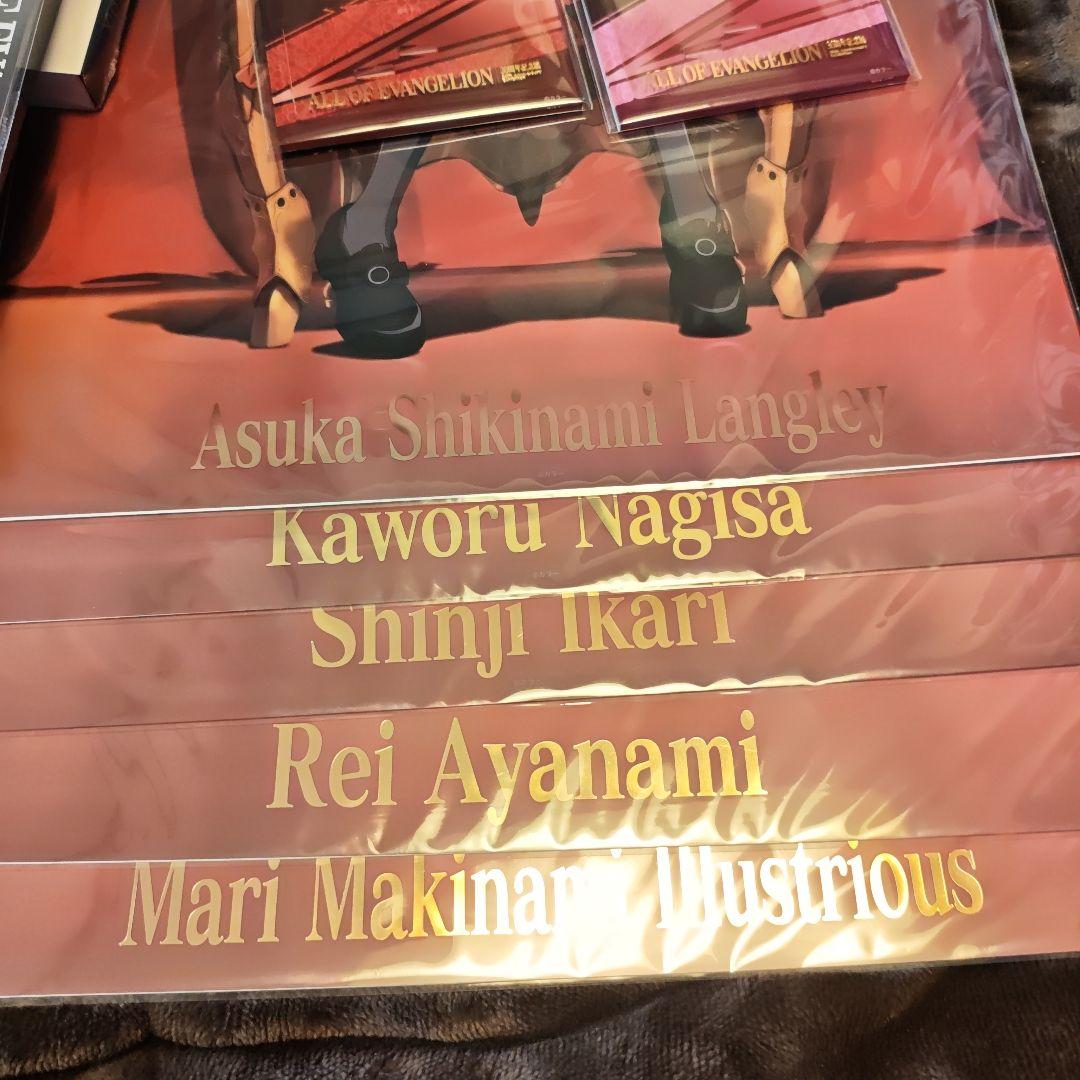 ALL OF EVANGELION
ALL OF EVANGELION
Asuka Shikinami Langley
Kaworu Nagisa
Shinji Ikari
Rei Ayanami
Mari Makinami Illustrious